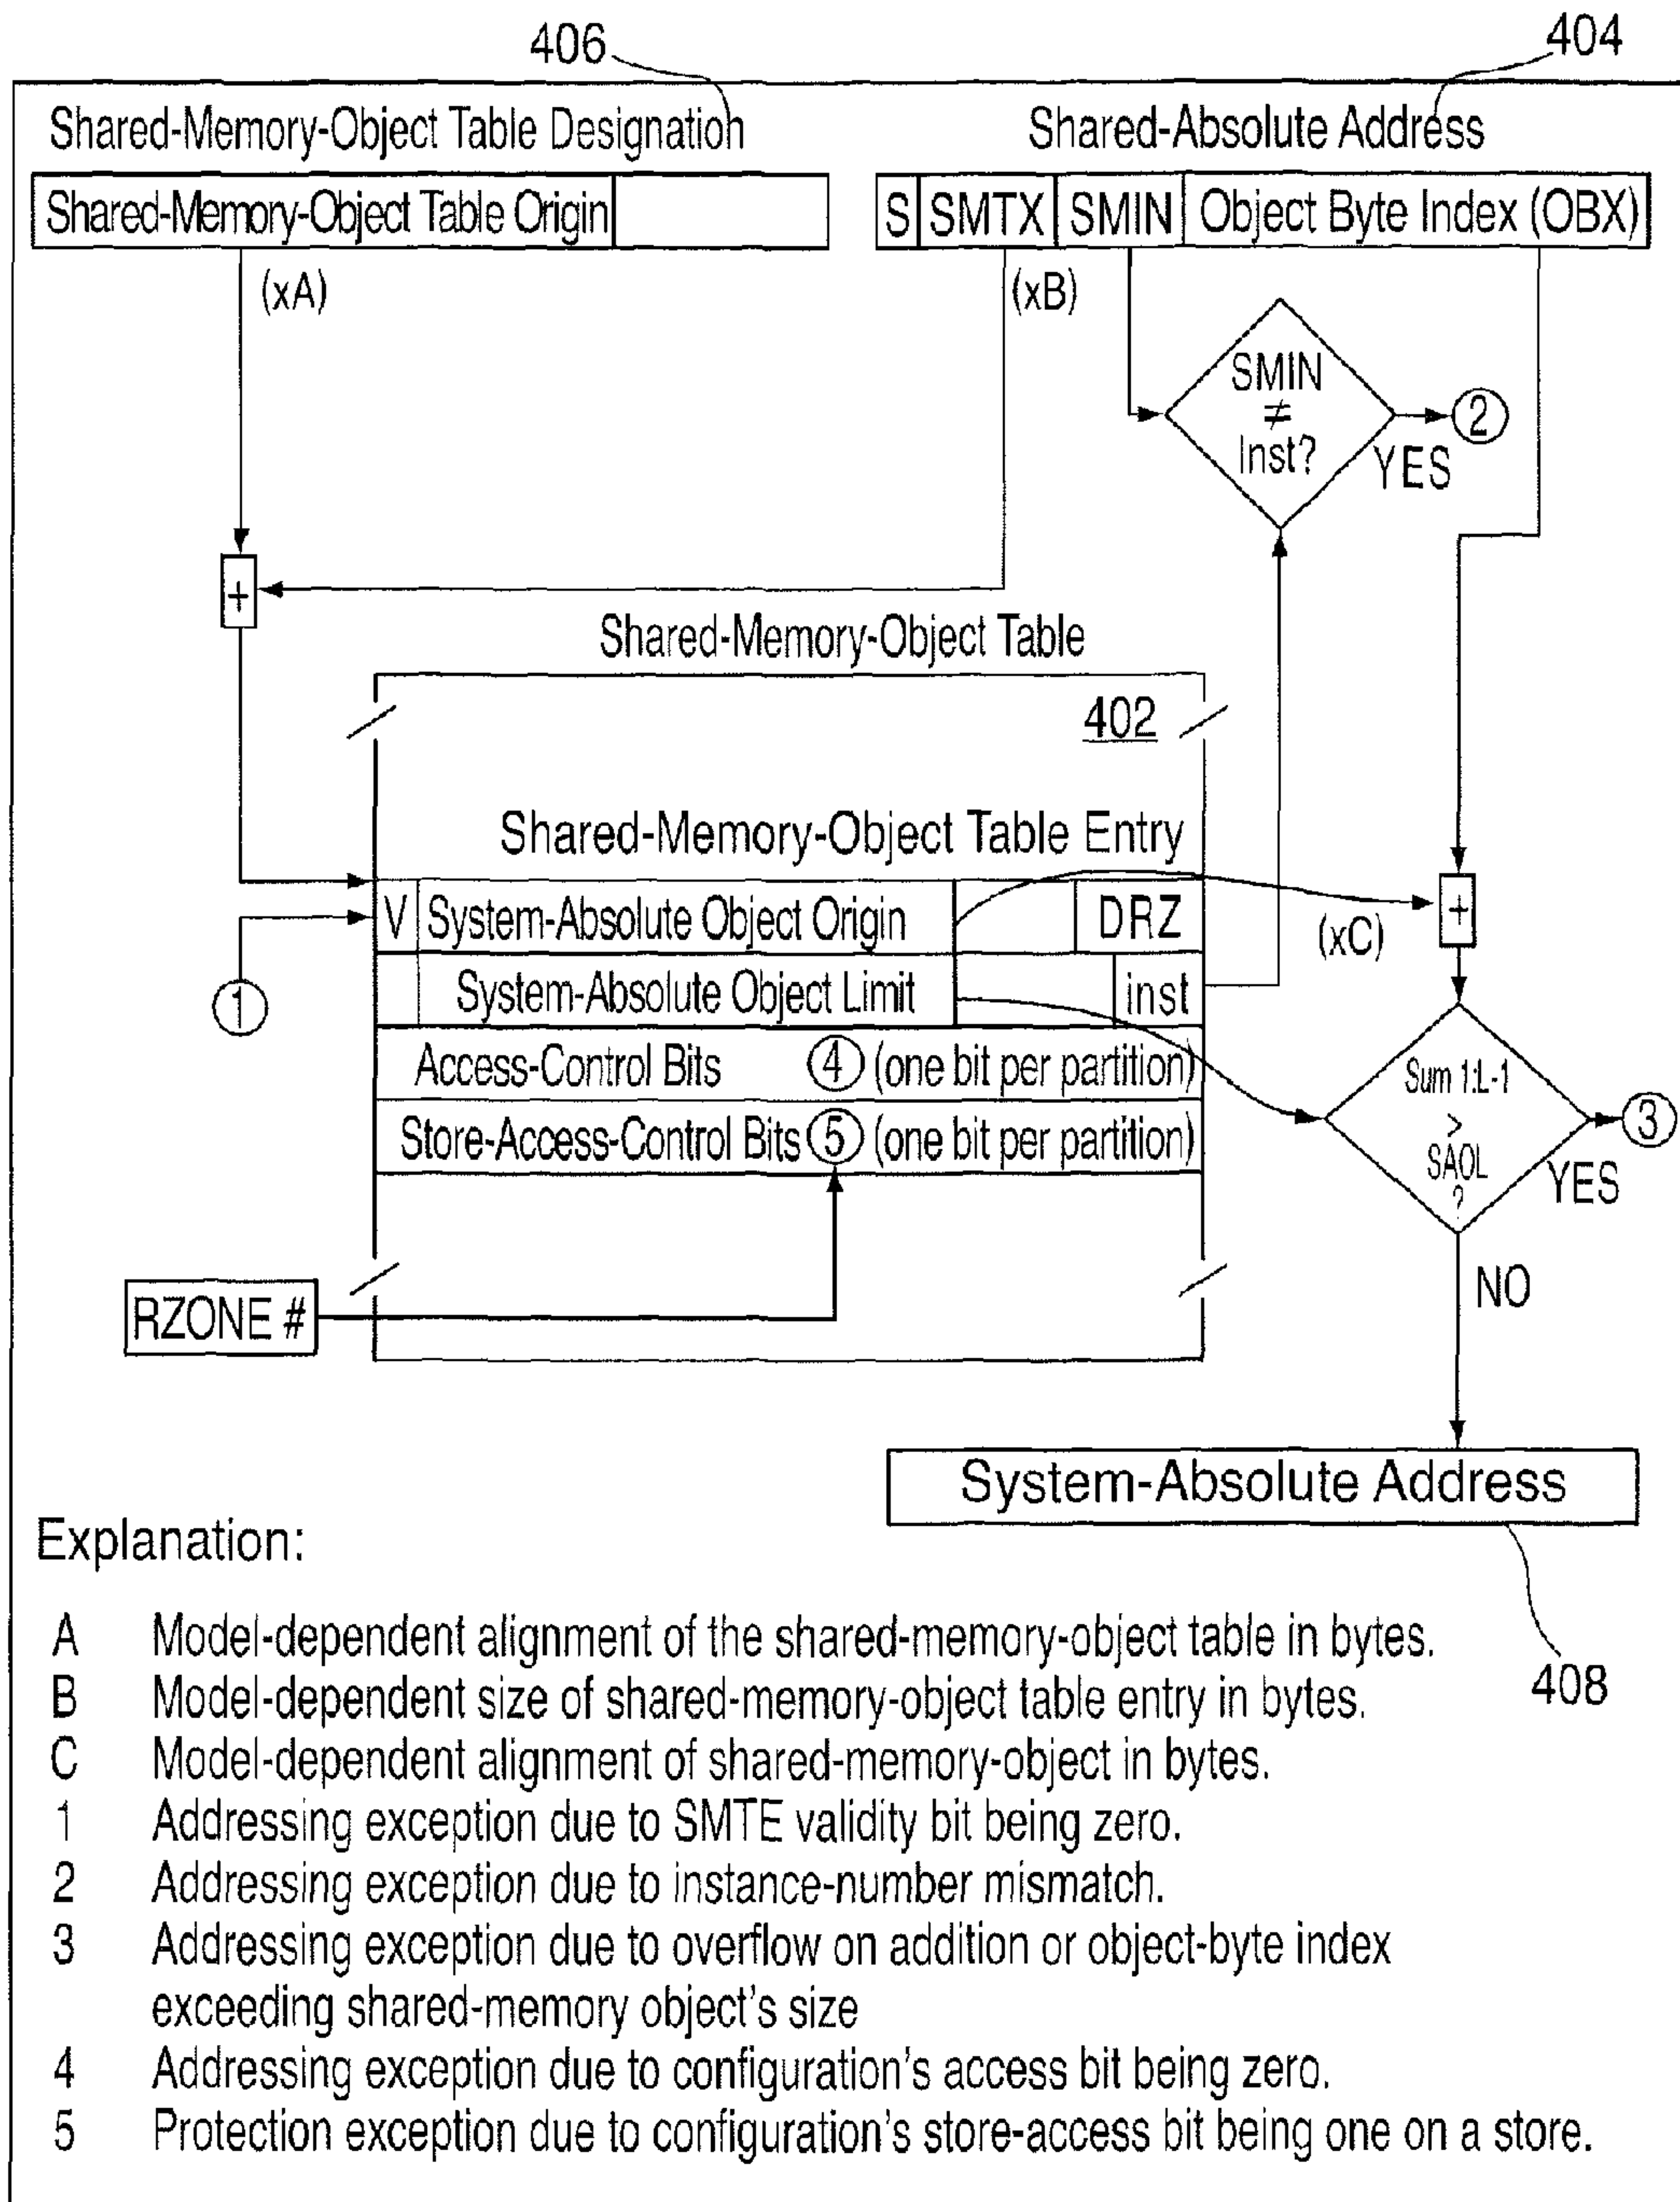 406
404
Shared-Memory-Object Table Designation
Shared-Absolute Address
Shared-Memory-Object Table Origin
S SMTX SMIN Object Byte Index (OBX)
(xA)
(xB)
SMIN
≠
Inst?
2
YES
+
Shared-Memory-Object Table
402
Shared-Memory-Object Table Entry
V System-Absolute Object Origin DRZ
(xC)
+
1
System-Absolute Object Limit inst
Access-Control Bits 4 (one bit per partition)
Store-Access-Control Bits 5 (one bit per partition)
Sum 1:L-1
>
SAOL
?
3
YES
NO
RZONE #
System-Absolute Address
408
Explanation:
A Model-dependent alignment of the shared-memory-object table in bytes.
B Model-dependent size of shared-memory-object table entry in bytes.
C Model-dependent alignment of shared-memory-object in bytes.
1 Addressing exception due to SMTE validity bit being zero.
2 Addressing exception due to instance-number mismatch.
3 Addressing exception due to overflow on addition or object-byte index
exceeding shared-memory object's size
4 Addressing exception due to configuration's access bit being zero.
5 Protection exception due to configuration's store-access bit being one on a store.